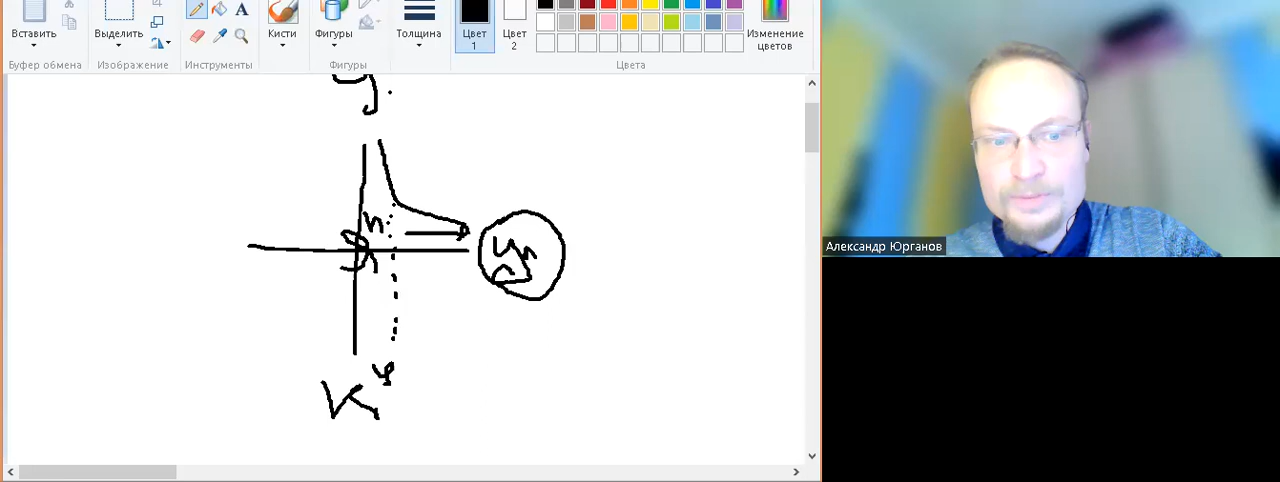 Вставить
Выделить
Кисти
Фигуры
Толщина
Цвет 1
Цвет 2
Изменение цветов
Буфер обмена
Изображение
Инструменты
Фигуры
Цвета
A
h
Александр Юрганов
φ
K